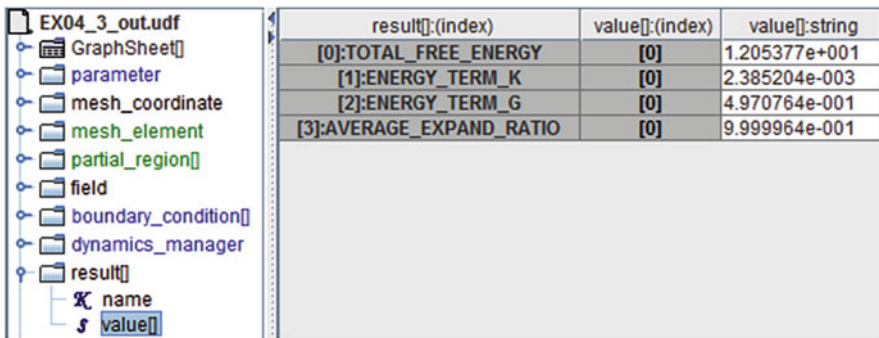 EX04_3_out.udf
GraphSheet[]
parameter
mesh_coordinate
mesh_element
partial_region[]
field
boundary_condition[]
dynamics_manager
result[]
K name
s value[]
result[]:(index) value[]:(index) value[]:string
[0]:TOTAL_FREE_ENERGY [0] 1.205377e+001
[1]:ENERGY_TERM_K [0] 2.385204e-003
[2]:ENERGY_TERM_G [0] 4.970764e-001
[3]:AVERAGE_EXPAND_RATIO [0] 9.999964e-001